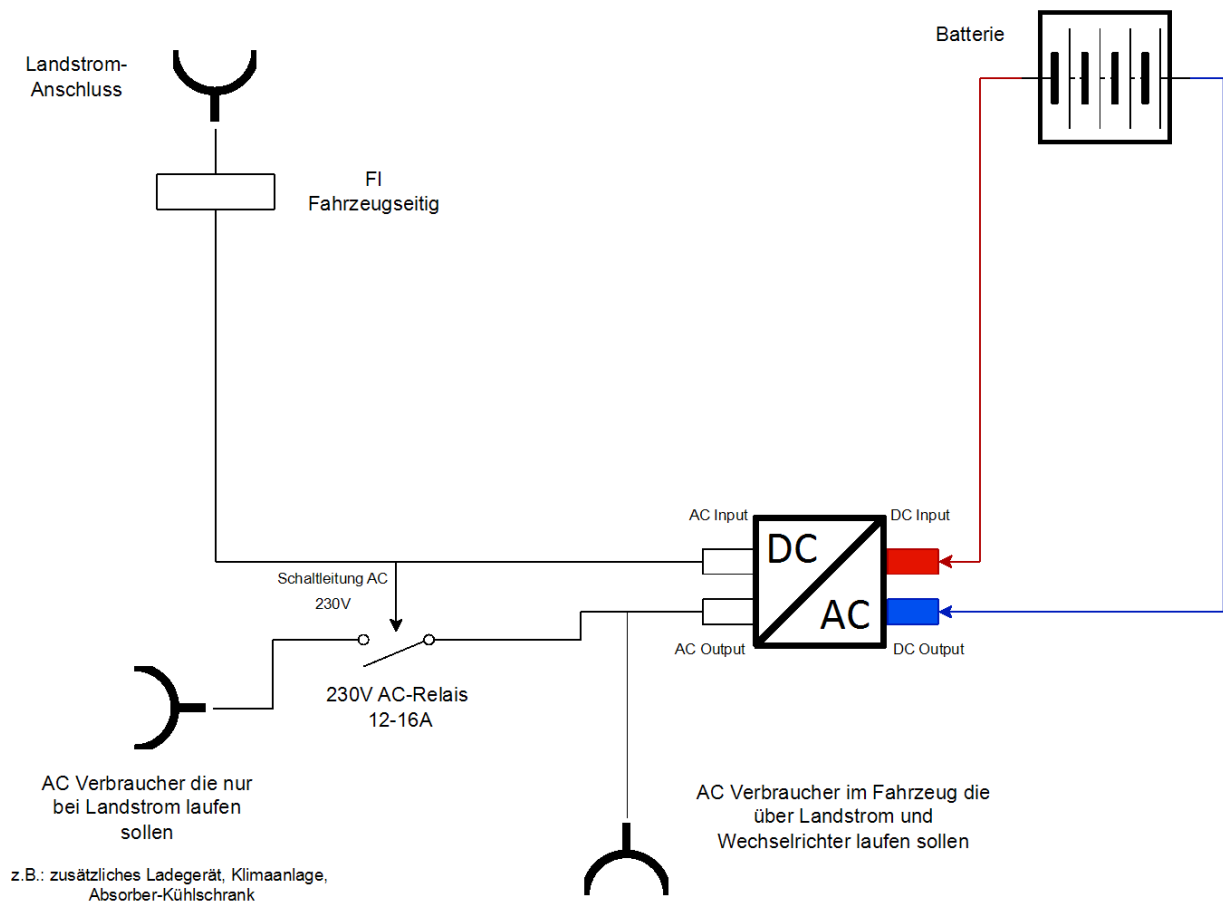 Landstrom-
Anschluss
Batterie
FI
Fahrzeugseitig
AC Input
DC Input
DC
AC
AC Output
DC Output
Schaltleitung AC
230V
230V AC-Relais
12-16A
AC Verbraucher die nur
bei Landstrom laufen
sollen
z.B.: zusätzliches Ladegerät, Klimaanlage,
Absorber-Kühlschrank
AC Verbraucher im Fahrzeug die
über Landstrom und
Wechselrichter laufen sollen